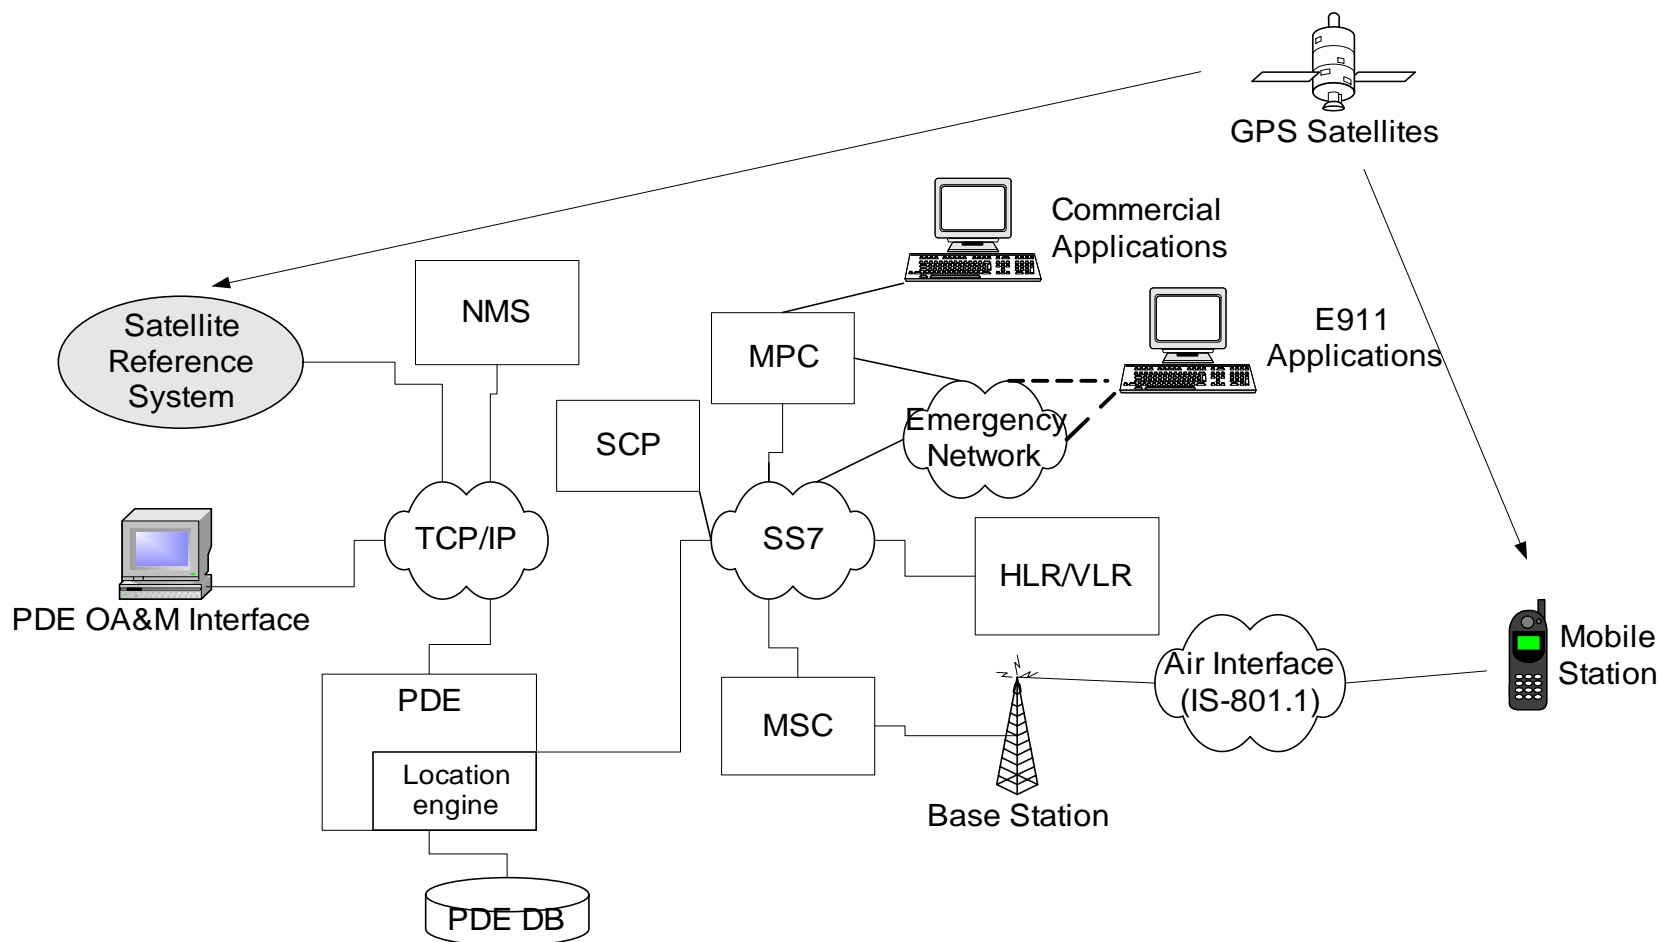 GPS Satellites
Commercial
Applications
NMS
Satellite
Reference
System
E911
Applications
MPC
Emergency
Network
SCP
TCP/IP
SS7
HLR/VLR
PDE OA&M Interface
Mobile
Station
Air Interface
(IS-801.1)
PDE
MSC
Location
engine
Base Station
PDE DB